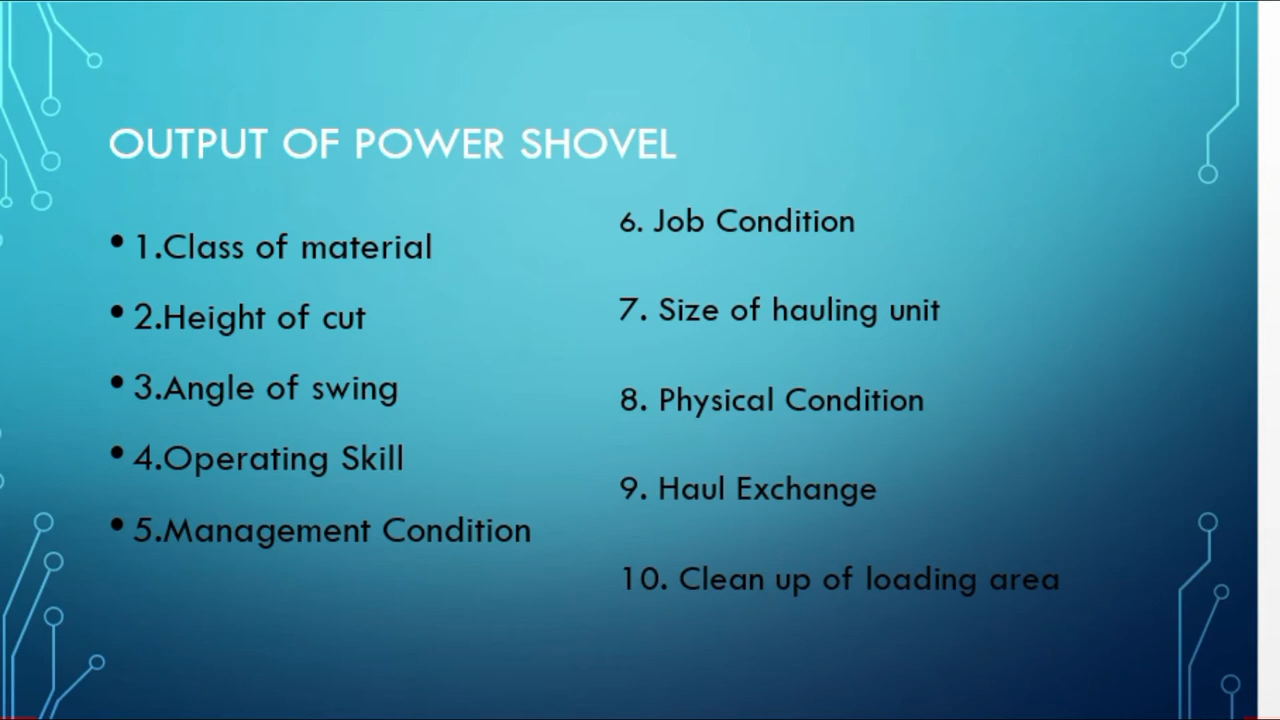 OUTPUT OF POWER SHOVEL
• 1.Class of material
• 2.Height of cut
• 3.Angle of swing
• 4.Operating Skill
• 5.Management Condition
6. Job Condition
7. Size of hauling unit
8. Physical Condition
9. Haul Exchange
10. Clean up of loading area